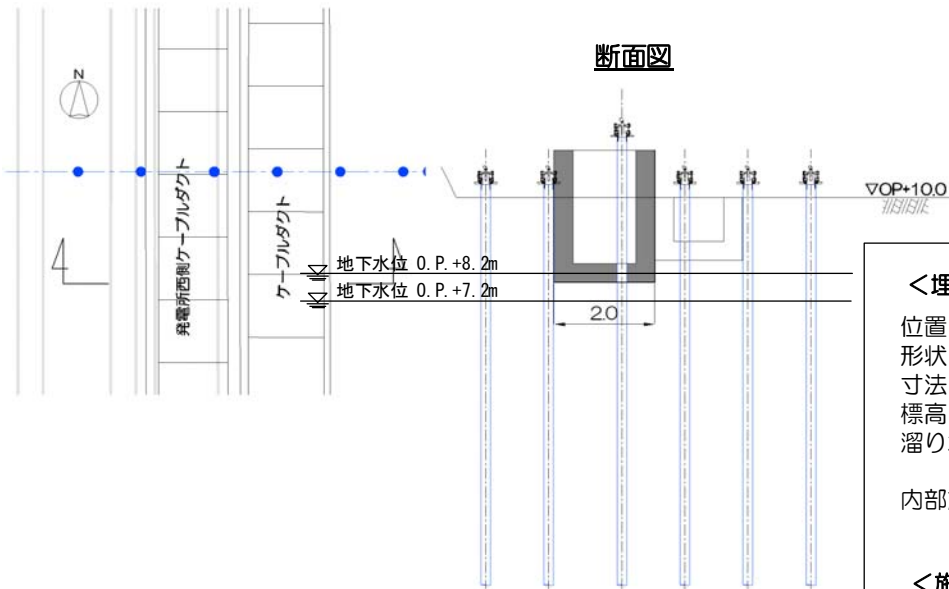 断面図
N
発電所西側ケーブルダクト
ケーブルダクト
▽OP+10.0
地下水位 O.P.+8.2m
地下水位 O.P.+7.2m
2.0
<埋
位置
形状
寸法
標高
溜り
内部
<施